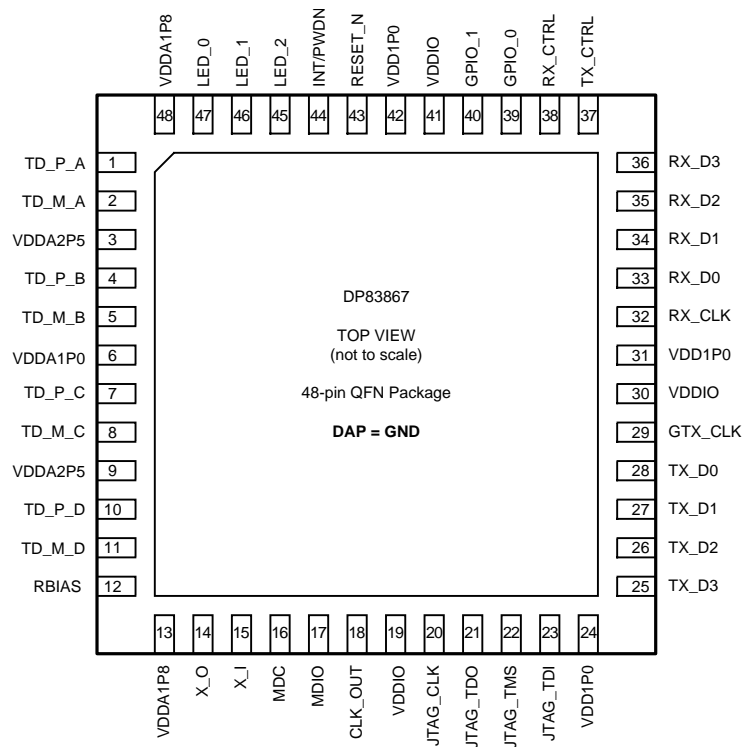 VDDA1P8
LED_0
LED_1
LED_2
INT/PWDN
RESET_N
VDD1P0
VDDIO
GPIO_1
GPIO_0
RX_CTRL
TX_CTRL
48
47
46
45
44
43
42
41
40
39
38
37
TD_P_A 1
TD_M_A 2
VDDA2P5 3
TD_P_B 4
TD_M_B 5
VDDA1P0 6
TD_P_C 7
TD_M_C 8
VDDA2P5 9
TD_P_D 10
TD_M_D 11
RBIAS 12
DP83867
TOP VIEW
(not to scale)
48-pin QFN Package
DAP = GND
36 RX_D3
35 RX_D2
34 RX_D1
33 RX_D0
32 RX_CLK
31 VDD1P0
30 VDDIO
29 GTX_CLK
28 TX_D0
27 TX_D1
26 TX_D2
25 TX_D3
13
14
15
16
17
18
19
20
21
22
23
24
VDDA1P8
X_O
X_I
MDC
MDIO
CLK_OUT
VDDIO
JTAG_CLK
JTAG_TDO
JTAG_TMS
JTAG_TDI
VDD1P0